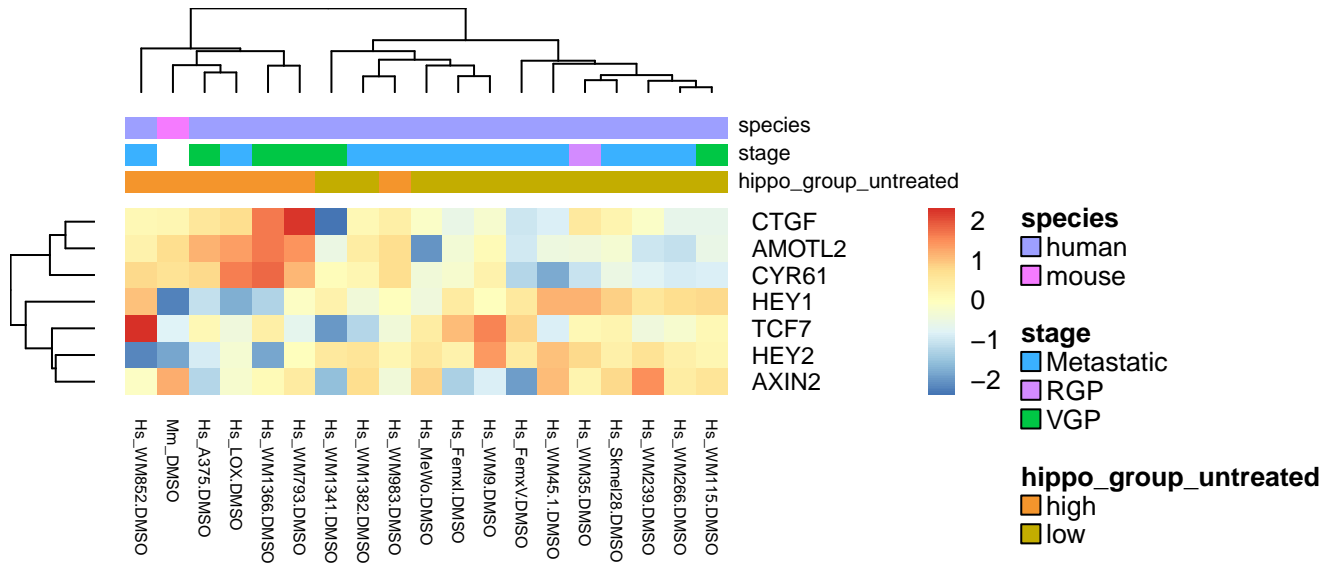 species
stage
hippo_group_untreated
CTGF
AMOTL2
CYR61
HEY1
TCF7
HEY2
AXIN2
2
1
0
−1
−2
species
human
mouse
stage
Metastatic
RGP
VGP
hippo_group_untreated
high
low
Hs_WM852.DMSO
Mm_DMSO
Hs_A375.DMSO
Hs_LOX.DMSO
Hs_WM1366.DMSO
Hs_WM793.DMSO
Hs_WM1341.DMSO
Hs_WM1382.DMSO
Hs_WM983.DMSO
Hs_MeWo.DMSO
Hs_FemxI.DMSO
Hs_WM9.DMSO
Hs_FemxV.DMSO
Hs_WM45.1.DMSO
Hs_WM35.DMSO
Hs_Skmel28.DMSO
Hs_WM239.DMSO
Hs_WM266.DMSO
Hs_WM115.DMSO